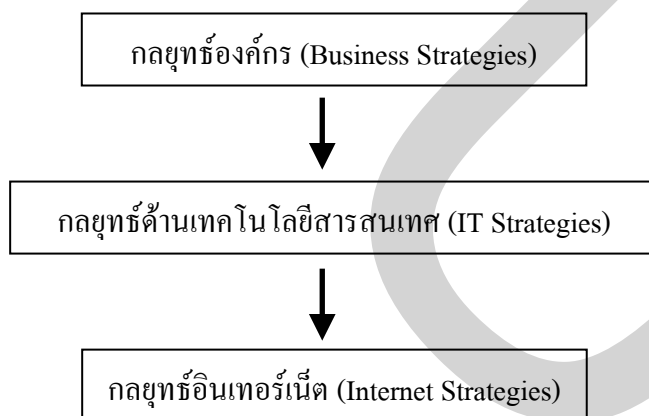 กลยุทธ์องค์กร (Business Strategies)
กลยุทธ์ด้านเทคโนโลยีสารสนเทศ (IT Strategies)
กลยุทธ์อินเทอร์เน็ต (Internet Strategies)